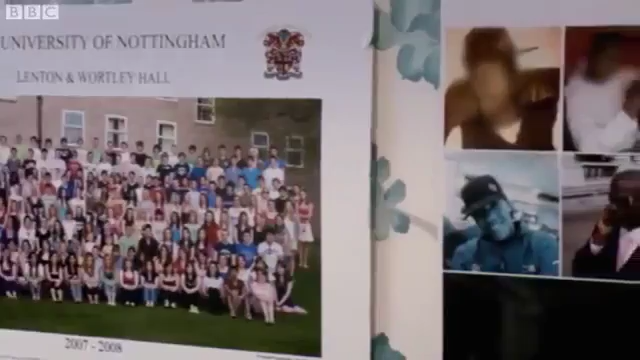 BBC
UNIVERSITY OF NOTTINGHAM
LENTON & WORTLEY HALL
2007 - 2008